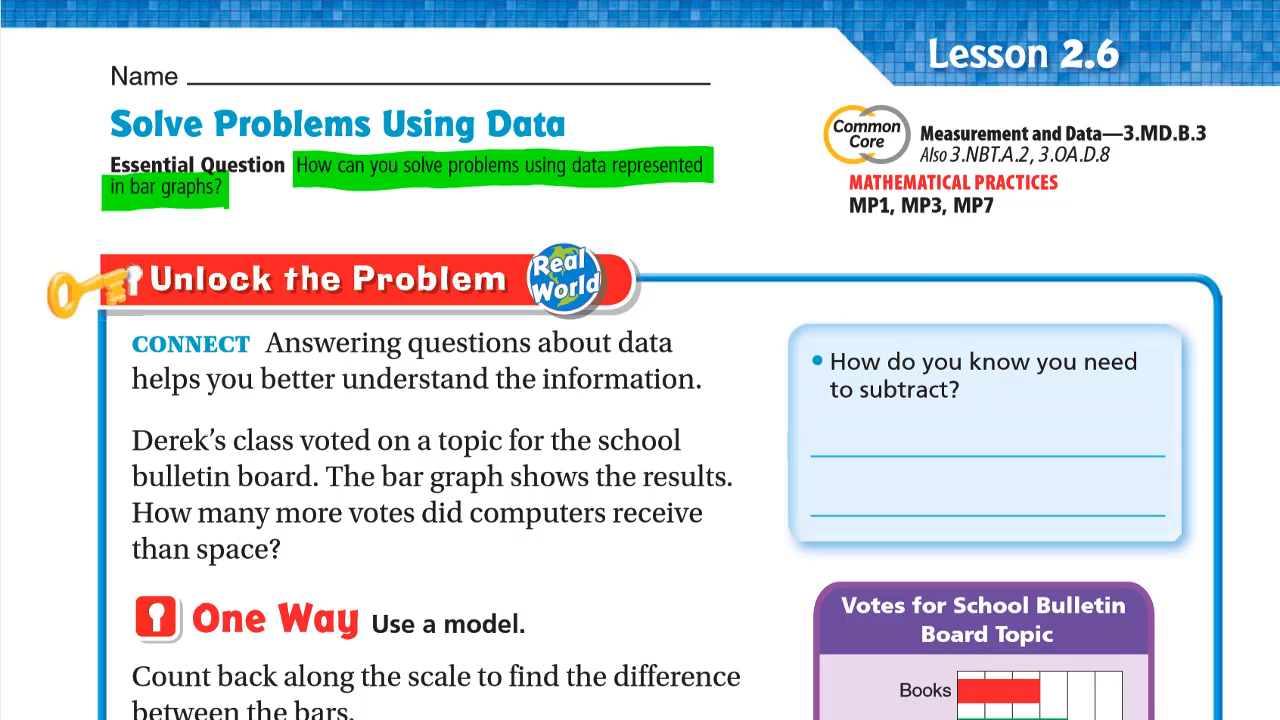 Lesson 2.6
Name
Solve Problems Using Data
Essential Question How can you solve problems using data represented
in bar graphs?
Common
Core
Measurement and Data—3.MD.B.3
Also 3.NBT.A.2, 3.OA.D.8
MATHEMATICAL PRACTICES
MP1, MP3, MP7
Unlock the Problem
Real
World
CONNECT Answering questions about data
helps you better understand the information.
Derek's class voted on a topic for the school
bulletin board. The bar graph shows the results.
How many more votes did computers receive
than space?
One Way Use a model.
Count back along the scale to find the difference
between the bars.
• How do you know you need
to subtract?
Votes for School Bulletin
Board Topic
Books